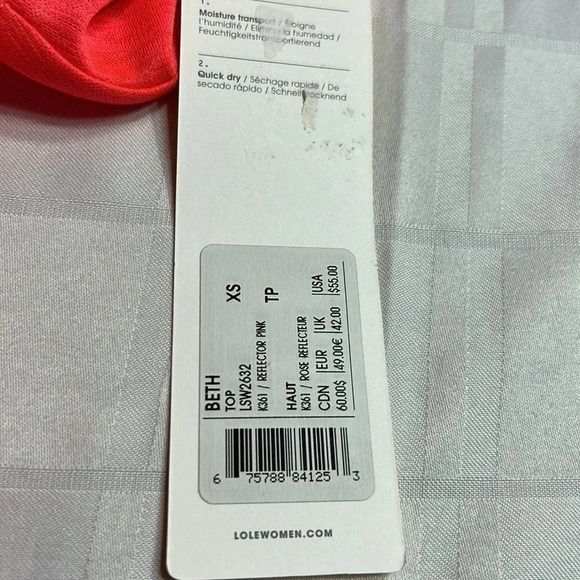 1.
Moisture transport / Éloigne
l'humidité / Elimina la humedad /
Feuchtigkeitstransportierend
2.
Quick dry / Séchage rapide / De
secado rápido / Schnelltrocknend
BETH XS
TOP
LSW2632
K361 / REFLECTOR PINK TP
HAUT
K361 / ROSE REFLECTEUR
CDN |EUR |UK |USA
60.00$ |49.00€ |42.00 |$55.00
6 75788 84125 3
LOLEWOMEN.COM